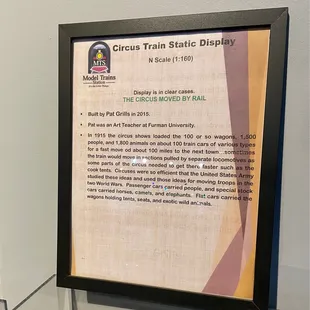 Circus Train Static Display
N Scale (1:160)
MTS
Model Trains
Station
Display is in clear cases.
THE CIRCUS MOVED BY RAIL
• Built by Pat Grills in 2015.
• Pat was an Art Teacher at Furman University.
• In 1915 the circus shows loaded the 100 or so wagons, 1,500
people, and 1,800 animals on about 100 train cars of various types
for a fast move of about 100 miles to the next town sometimes
the train would move in sections pulled by separate locomotives as
some parts of the circus needed to get there faster such as the
cook tents. Circuses were so efficient that the United States Army
studied these ideas and used those ideas for moving troops in the
two World Wars. Passenger cars carried people, and special stock
cars carried horses, camels, and elephants. Flat cars carried the
wagons holding tents, seats, and exotic wild animals.